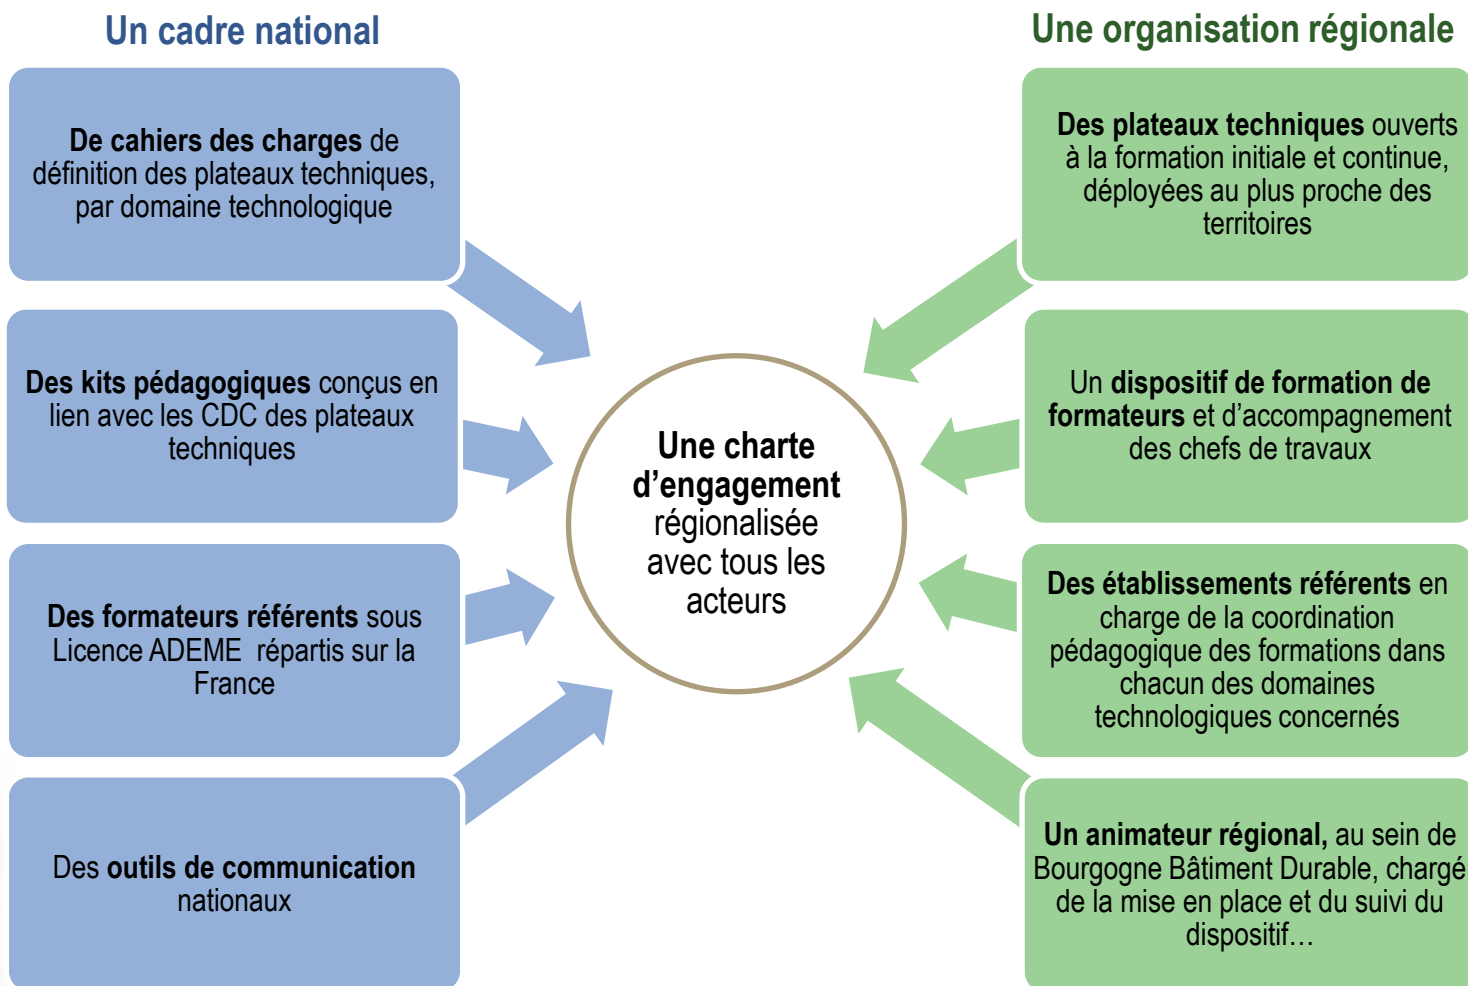 Un cadre national
De cahiers des charges de
définition des plateaux techniques,
par domaine technologique
Des kits pédagogiques conçus en
lien avec les CDC des plateaux
techniques
Des formateurs référents sous
Licence ADEME  répartis sur la
France
Des outils de communication
nationaux
Une charte
d’engagement
régionalisée
avec tous les
acteurs
Une organisation régionale
Des plateaux techniques ouverts
à la formation initiale et continue,
déployées au plus proche des
territoires
Un dispositif de formation de
formateurs et d’accompagnement
des chefs de travaux
Des établissements référents en
charge de la coordination
pédagogique des formations dans
chacun des domaines
technologiques concernés
Un animateur régional, au sein de
Bourgogne Bâtiment Durable, chargé
de la mise en place et du suivi du
dispositif…